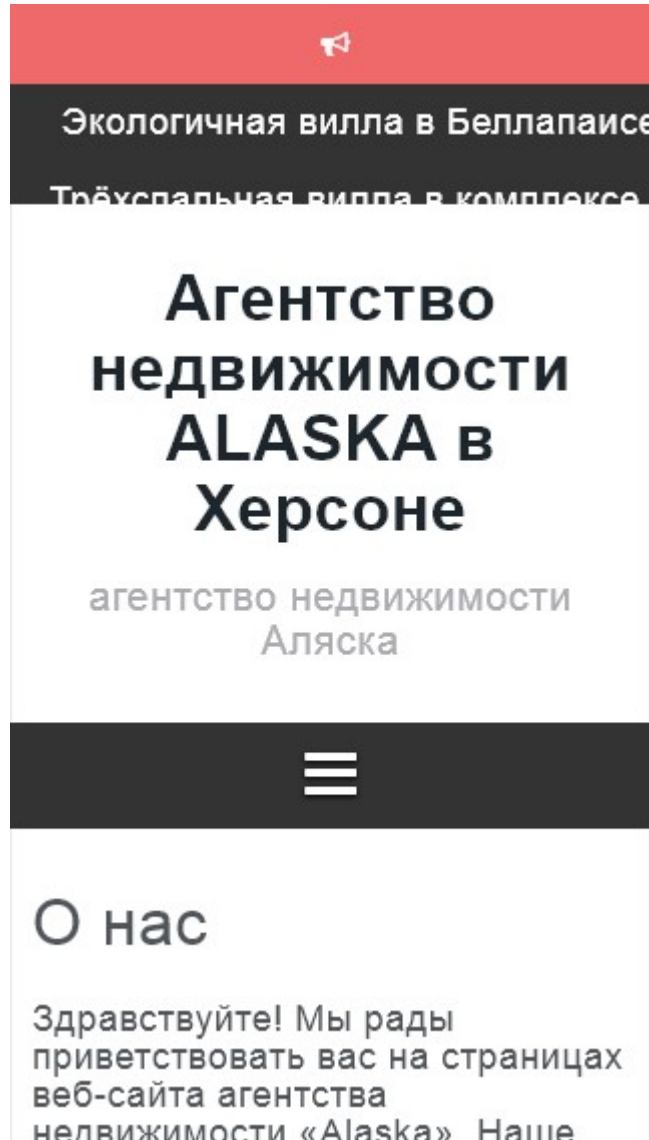 Экологичная вилла в Беллапаисе
Трёхспальная вилла в комплексе
Агентство
недвижимости
ALASKA в
Херсоне
агентство недвижимости
Аляска
О нас
Здравствуйте! Мы рады
приветствовать вас на страницах
веб-сайта агентства
недвижимости «Alaska». Наше